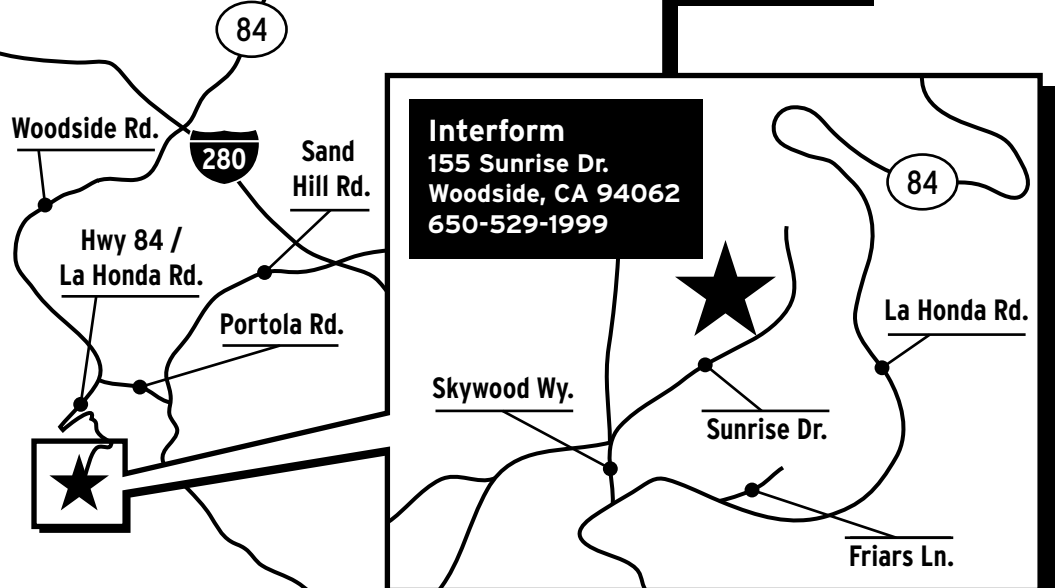 84
Woodside Rd.
280
Sand
Hill Rd.
Hwy 84 /
La Honda Rd.
Portola Rd.
Interform
155 Sunrise Dr.
Woodside, CA 94062
650-529-1999
84
La Honda Rd.
Skywood Wy.
Sunrise Dr.
Friars Ln.